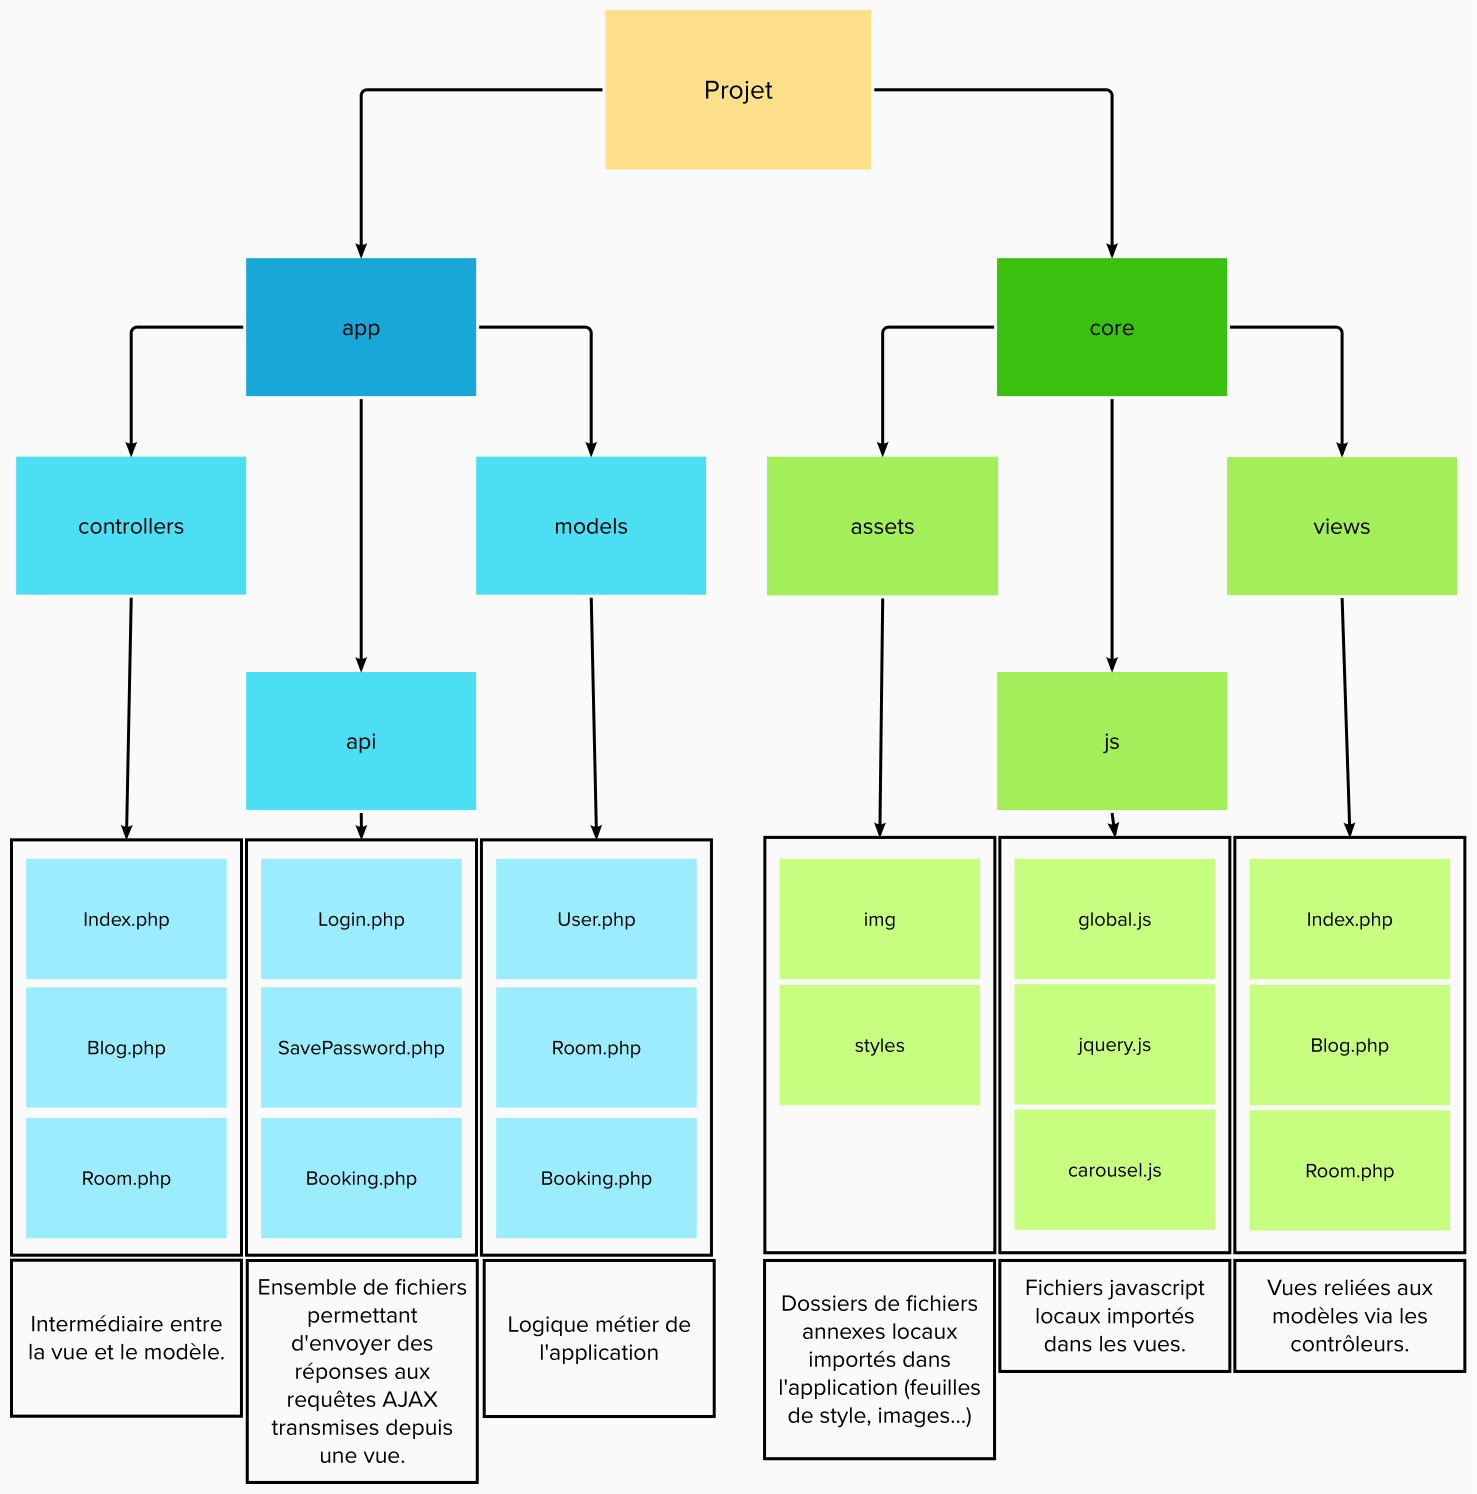 Projet
app
core
controllers
models
assets
views
api
js
Index.php
Blog.php
Room.php
Login.php
SavePassword.php
Booking.php
User.php
Room.php
Booking.php
img
styles
global.js
jquery.js
carousel.js
Index.php
Blog.php
Room.php
Intermédiaire entre
la vue et le modèle.
Ensemble de fichiers
permettant
d'envoyer des
réponses aux
requêtes AJAX
transmises depuis
une vue.
Logique métier de
l'application
Dossiers de fichiers
annexes locaux
importés dans
l'application (feuilles
de style, images...)
Fichiers javascript
locaux importés
dans les vues.
Vues reliées aux
modèles via les
contrôleurs.